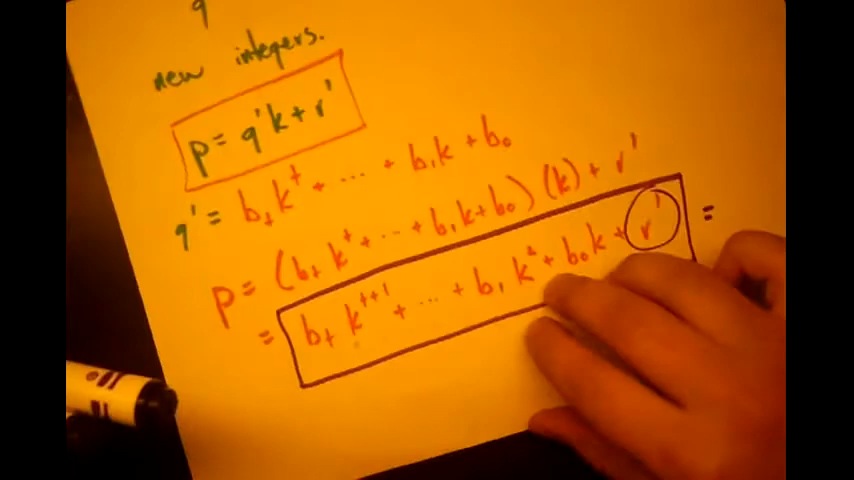 q
new integers.
p = q'k + r'
q' = b_t k^t + ... + b_1 k + b_0
p = (b_t k^t + ... + b_1 k + b_0)(k) + r'
= b_t k^{t+1} + ... + b_1 k^2 + b_0 k + r' =